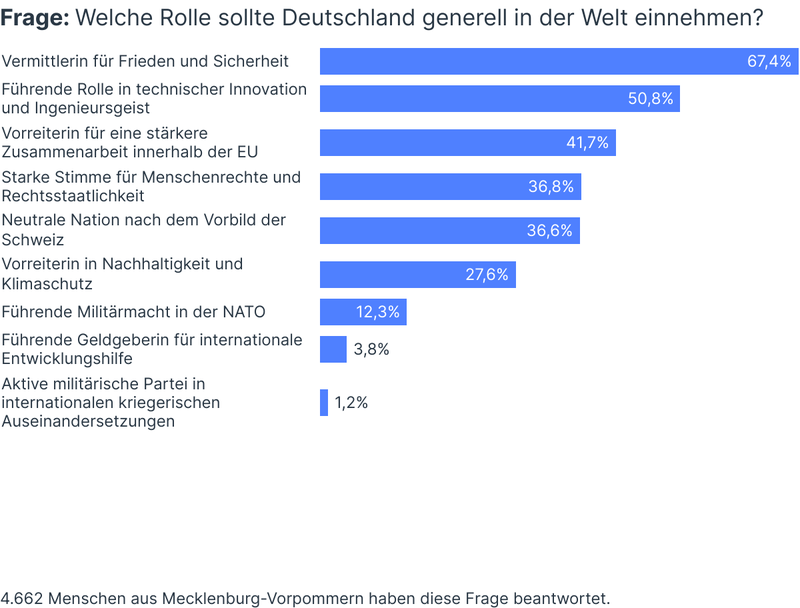 Frage: Welche Rolle sollte Deutschland generell in der Welt einnehmen?
Vermittlerin für Frieden und Sicherheit
67,4%
Führende Rolle in technischer Innovation
und Ingenieursgeist
50,8%
Vorreiterin für eine stärkere
Zusammenarbeit innerhalb der EU
41,7%
Starke Stimme für Menschenrechte und
Rechtsstaatlichkeit
36,8%
Neutrale Nation nach dem Vorbild der
Schweiz
36,6%
Vorreiterin in Nachhaltigkeit und
Klimaschutz
27,6%
Führende Militärmacht in der NATO
12,3%
Führende Geldgeberin für internationale
Entwicklungshilfe
3,8%
Aktive militärische Partei in
internationalen kriegerischen
Auseinandersetzungen
1,2%
4.662 Menschen aus Mecklenburg-Vorpommern haben diese Frage beantwortet.